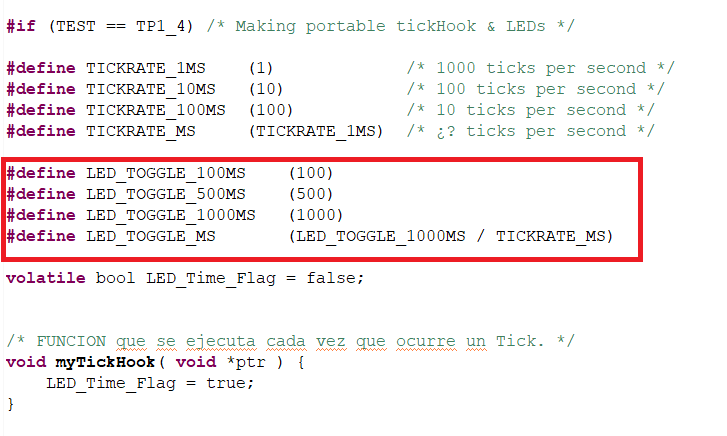 #if (TEST == TP1_4) /* Making portable tickHook & LEDs */
#define TICKRATE_1MS (1) /* 1000 ticks per second */
#define TICKRATE_10MS (10) /* 100 ticks per second */
#define TICKRATE_100MS (100) /* 10 ticks per second */
#define TICKRATE_MS (TICKRATE_1MS) /* ¿? ticks per second */
#define LED_TOGGLE_100MS (100)
#define LED_TOGGLE_500MS (500)
#define LED_TOGGLE_1000MS (1000)
#define LED_TOGGLE_MS (LED_TOGGLE_1000MS / TICKRATE_MS)
volatile bool LED_Time_Flag = false;
/* FUNCION que se ejecuta cada vez que ocurre un Tick. */
void myTickHook( void *ptr ) {
LED_Time_Flag = true;
}